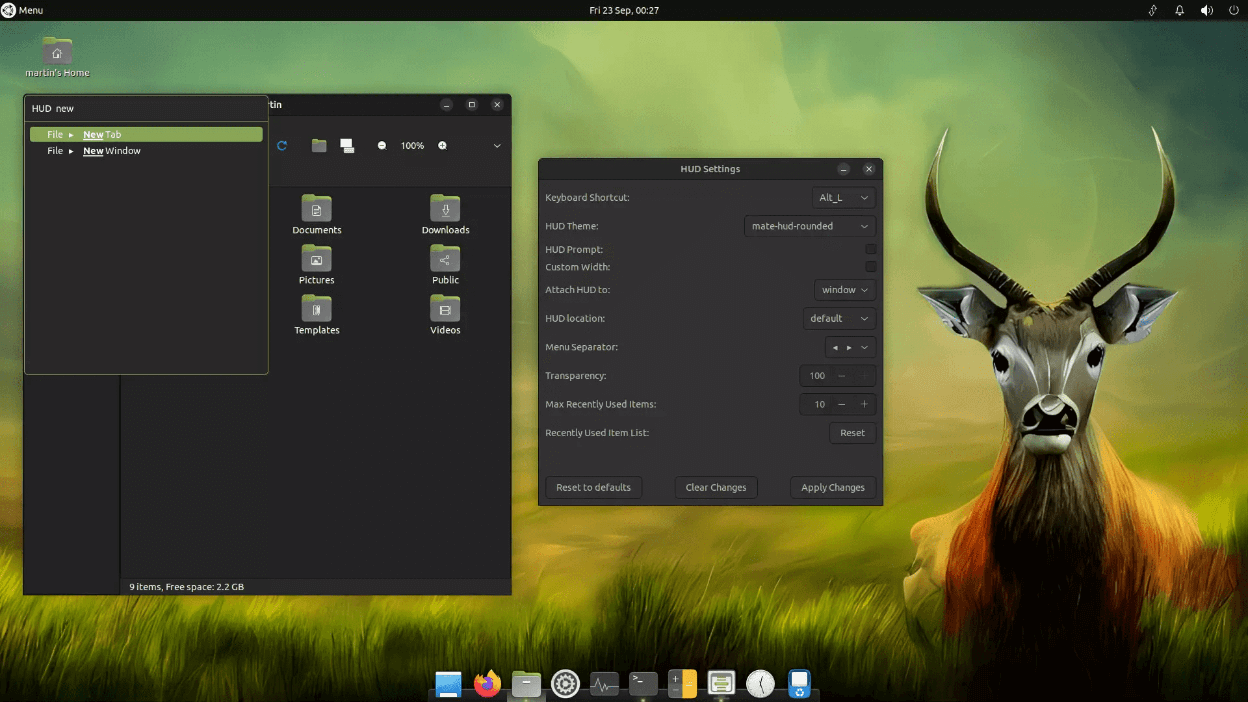 Menu
Fri 23 Sep, 00:27
martin's Home
HUD new
File ▸ New Tab
File ▸ New Window
rtin
100%
Documents
Downloads
Pictures
Public
Templates
Videos
9 items, Free space: 2.2 GB
HUD Settings
Keyboard Shortcut: Alt_L
HUD Theme: mate-hud-rounded
HUD Prompt:
Custom Width:
Attach HUD to: window
HUD location: default
Menu Separator: ◂ ▸
Transparency: 100 − +
Max Recently Used Items: 10 − +
Recently Used Item List: Reset
Reset to defaults Clear Changes Apply Changes